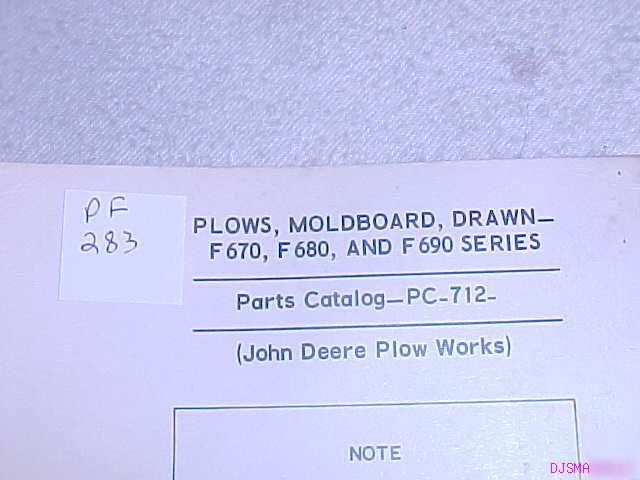 PF
283
PLOWS, MOLDBOARD, DRAWN—
F670, F680, AND F690 SERIES
Parts Catalog—PC-712-
(John Deere Plow Works)
NOTE
DJSMA